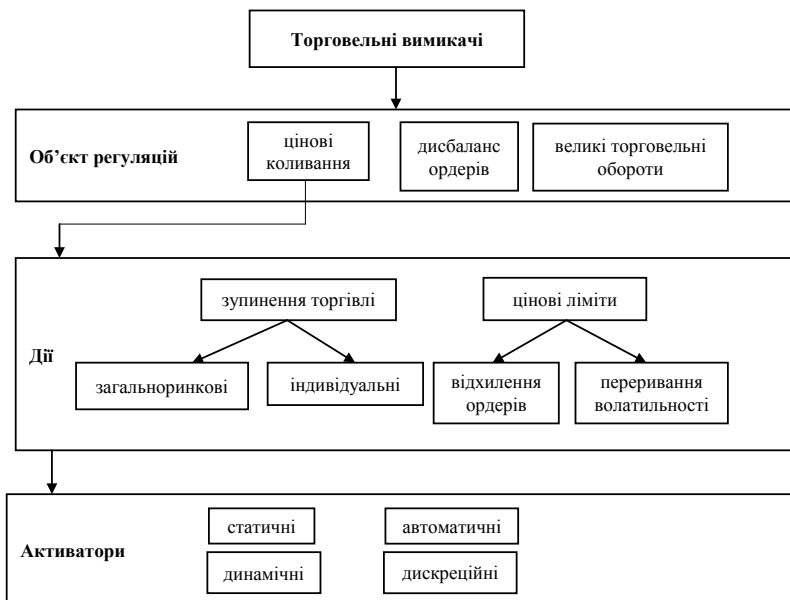 Торговельні вимикачі
Об’єкт регуляцій
цінові
коливання
дисбаланс
ордерів
великі торговельні
обороти
Дії
зупинення торгівлі
цінові ліміти
загальноринкові
індивідуальні
відхилення
ордерів
переривання
волатильності
Активатори
статичні
автоматичні
динамічні
дискреційні